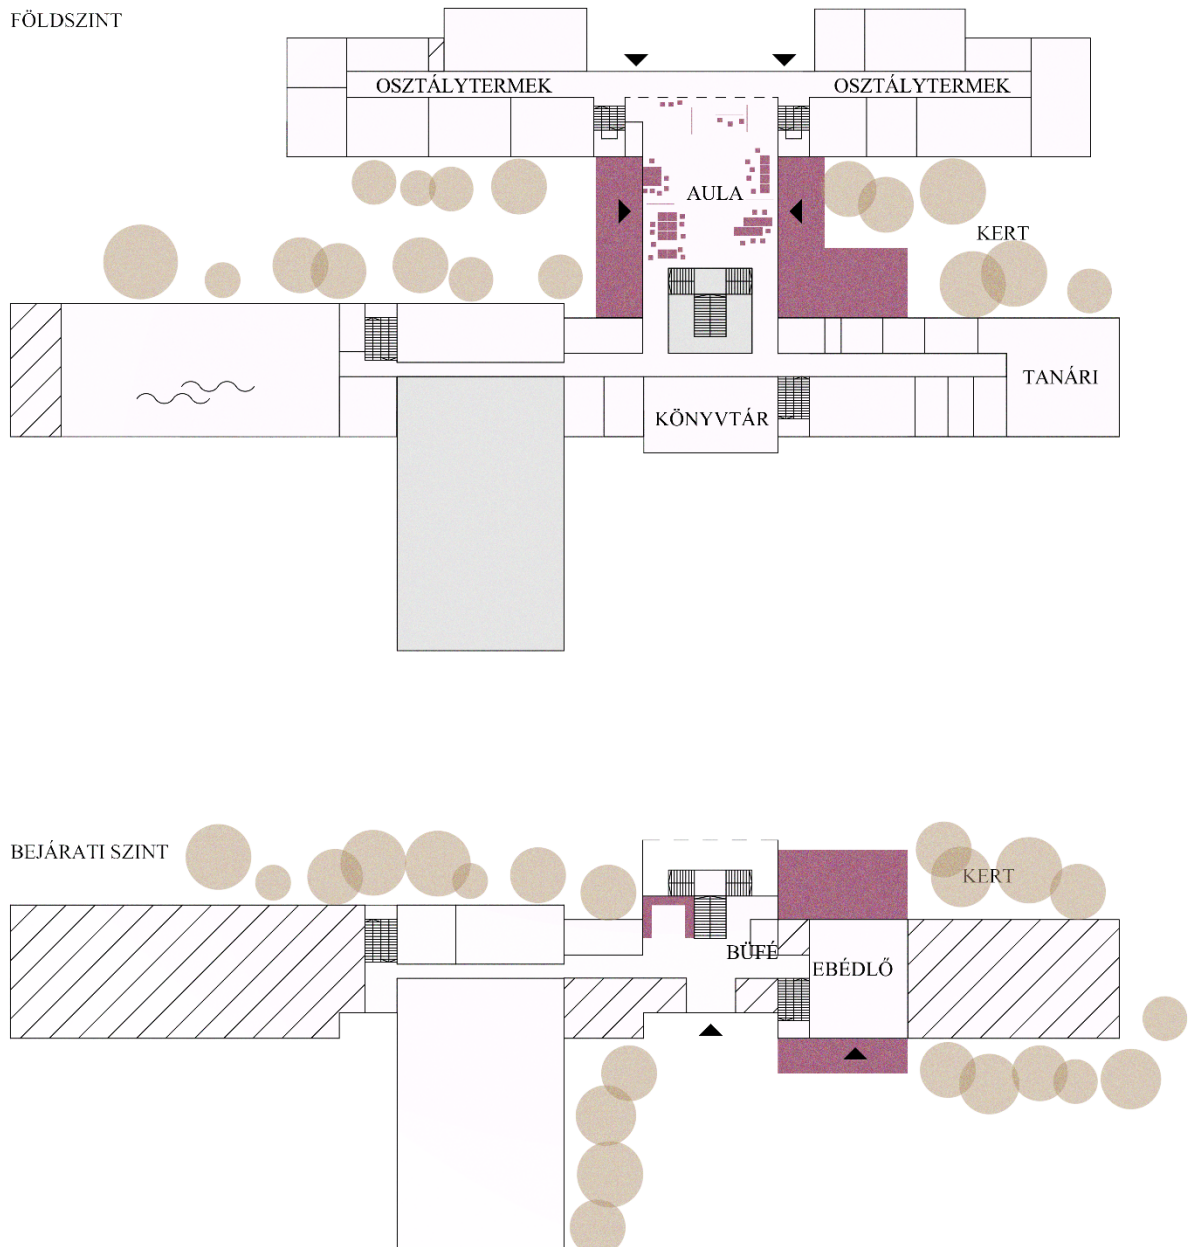 FÖLDSZINT
OSZTÁLYTERMEK
OSZTÁLYTERMEK
AULA
KERT
TANÁRI
KÖNYVTÁR
BEJÁRATI SZINT
KERT
BÜFÉ
EBÉDLŐ